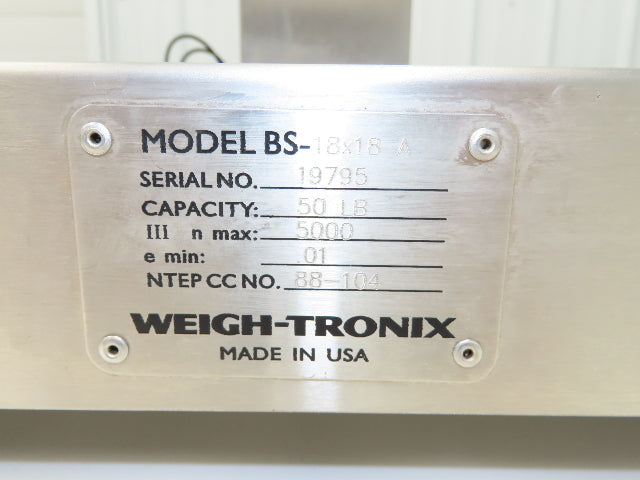 MODEL BS-18x18 A
SERIAL NO. 19795
CAPACITY: 50 LB
III n max: 5000
e min: .01
NTEP CC NO. 88-104
WEIGH-TRONIX
MADE IN USA